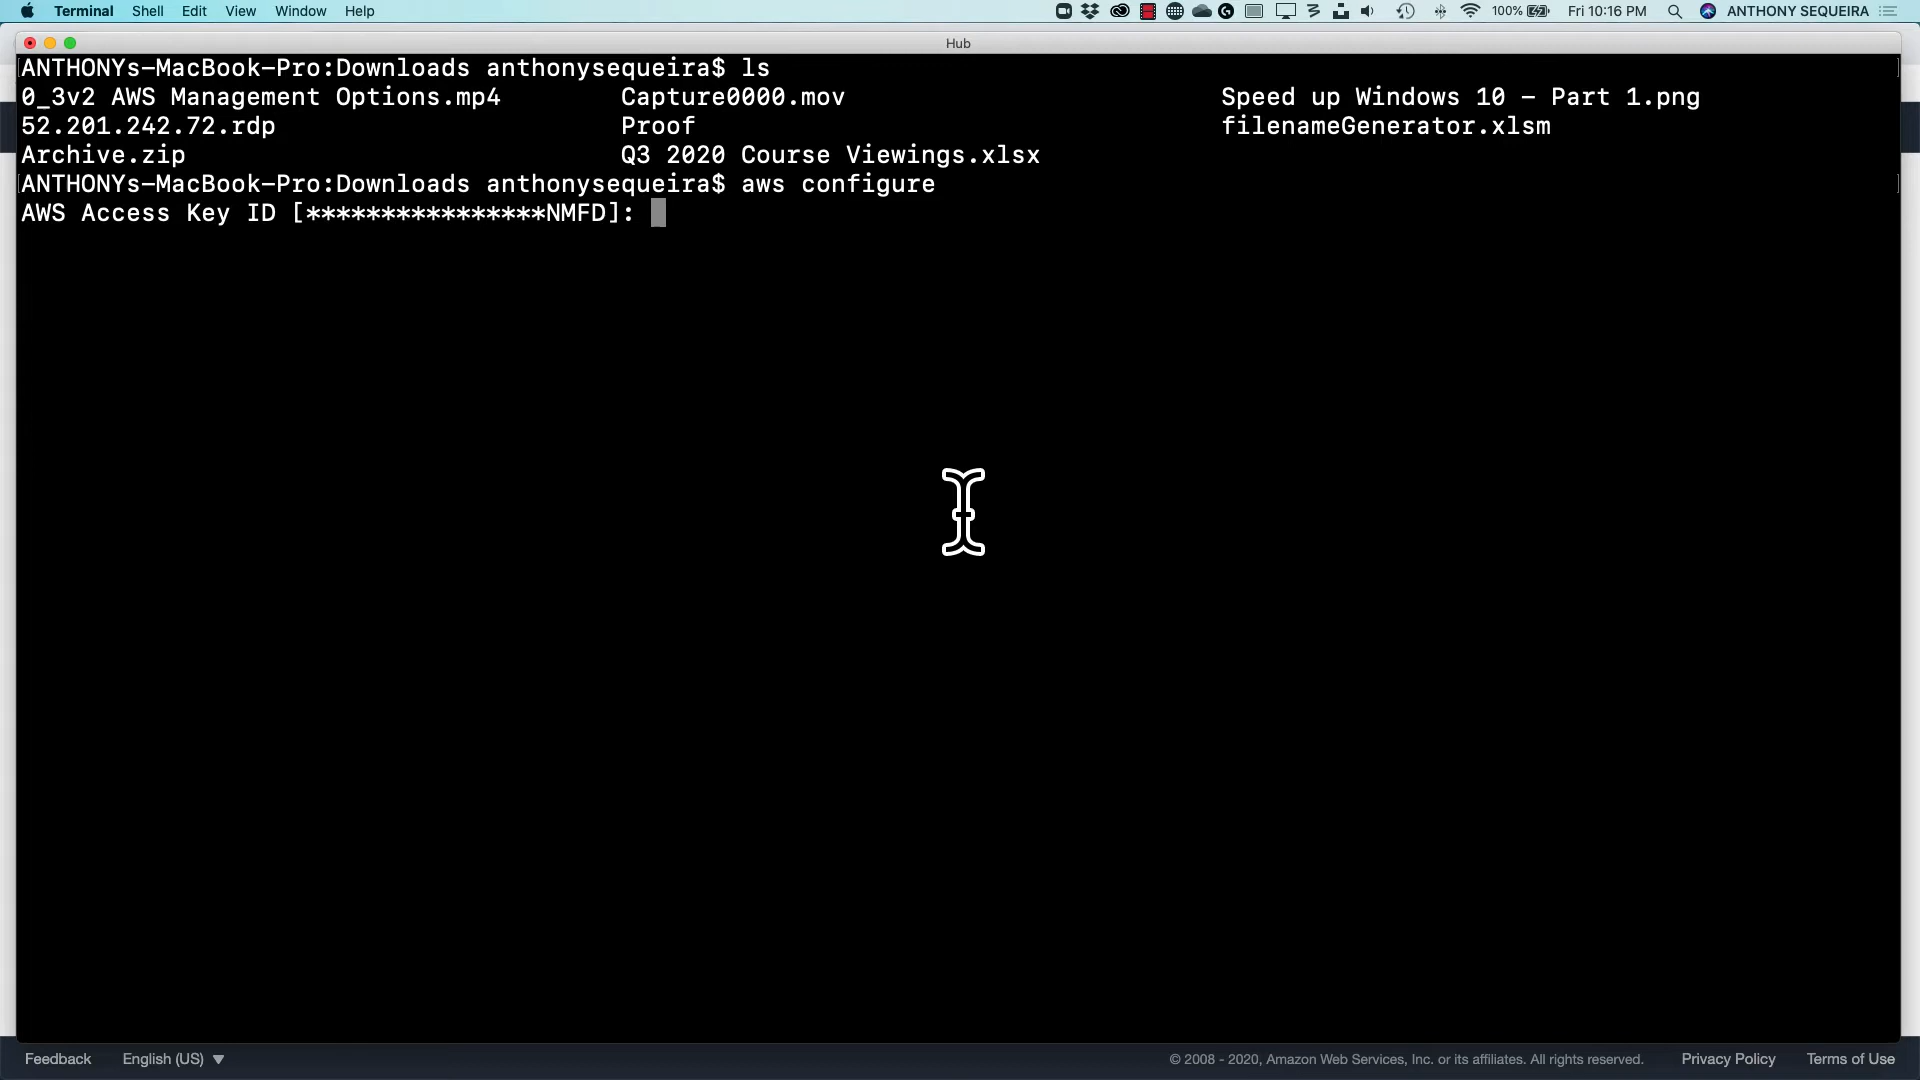 Terminal Shell Edit View Window Help 100% Fri 10:16 PM ANTHONY SEQUEIRA
Hub
ANTHONYs-MacBook-Pro:Downloads anthonysequeira$ ls
0_3v2 AWS Management Options.mp4 Capture0000.mov Speed up Windows 10 – Part 1.png
52.201.242.72.rdp Proof filenameGenerator.xlsm
Archive.zip Q3 2020 Course Viewings.xlsx
ANTHONYs-MacBook-Pro:Downloads anthonysequeira$ aws configure
AWS Access Key ID [****************NMFD]:
Feedback English (US) © 2008 - 2020, Amazon Web Services, Inc. or its affiliates. All rights reserved. Privacy Policy Terms of Use